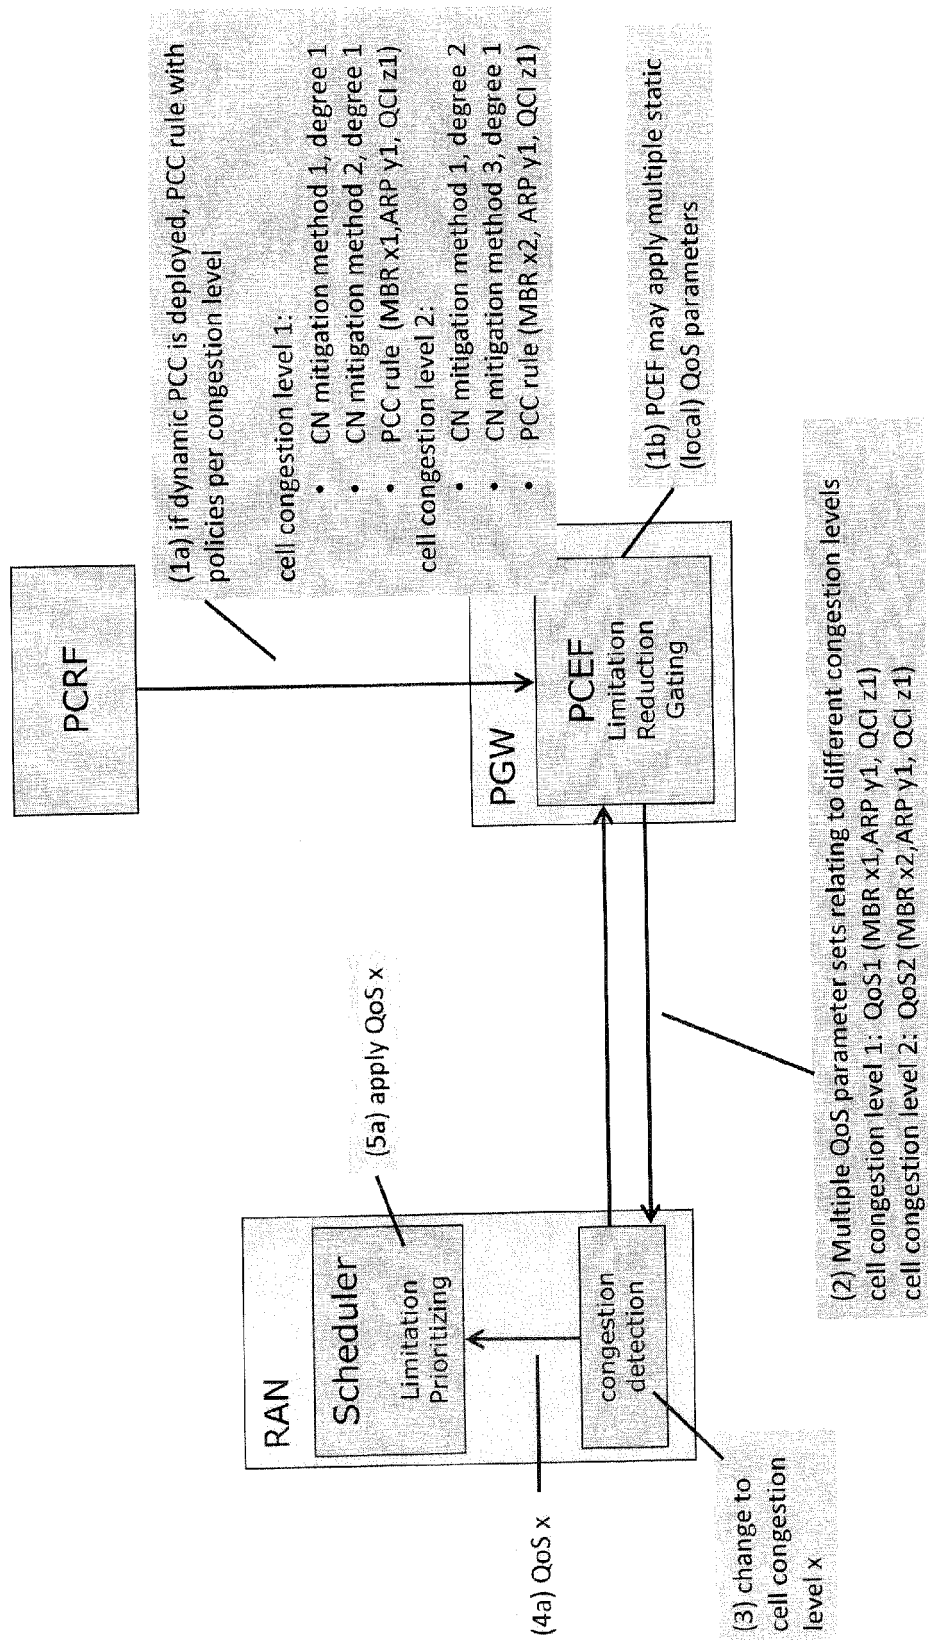 PCRF
(1a) if dynamic PCC is deployed, PCC rule with
policies per congestion level
cell congestion level 1:
• CN mitigation method 1, degree 1
• CN mitigation method 2, degree 1
• PCC rule (MBR x1,ARP y1, QCI z1)
cell congestion level 2:
• CN mitigation method 1, degree 2
• CN mitigation method 3, degree 1
• PCC rule (MBR x2, ARP y1, QCI z1)
RAN
Scheduler
Limitation
Prioritizing
(5a) apply QoS x
PGW
PCEF
Limitation
Reduction
Gating
(1b) PCEF may apply multiple static
(local) QoS parameters
(4a) QoS x
congestion
detection
(3) change to
cell congestion
level x
(2) Multiple QoS parameter sets relating to different congestion levels
cell congestion level 1: QoS1 (MBR x1,ARP y1, QCI z1)
cell congestion level 2: QoS2 (MBR x2,ARP y1, QCI z1)